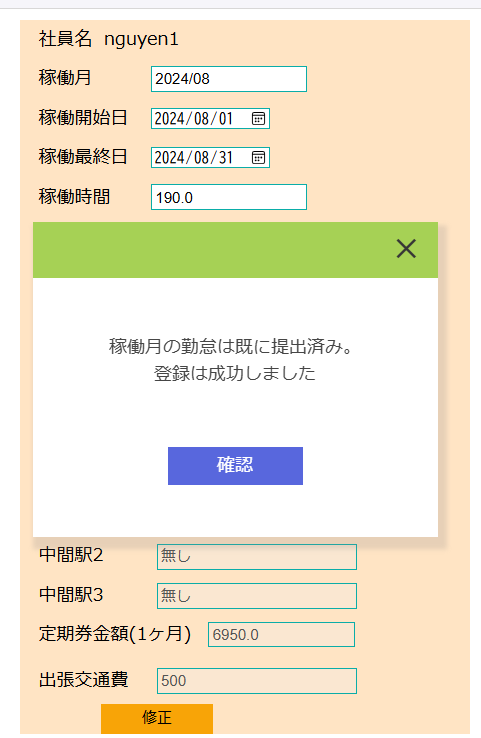 社員名 nguyen1
稼働月 2024/08
稼働開始日 2024/08/01
稼働最終日 2024/08/31
稼働時間 190.0
稼働月の勤怠は既に提出済み。
登録は成功しました
確認
中間駅2 無し
中間駅3 無し
定期券金額(1ヶ月) 6950.0
出張交通費 500
修正